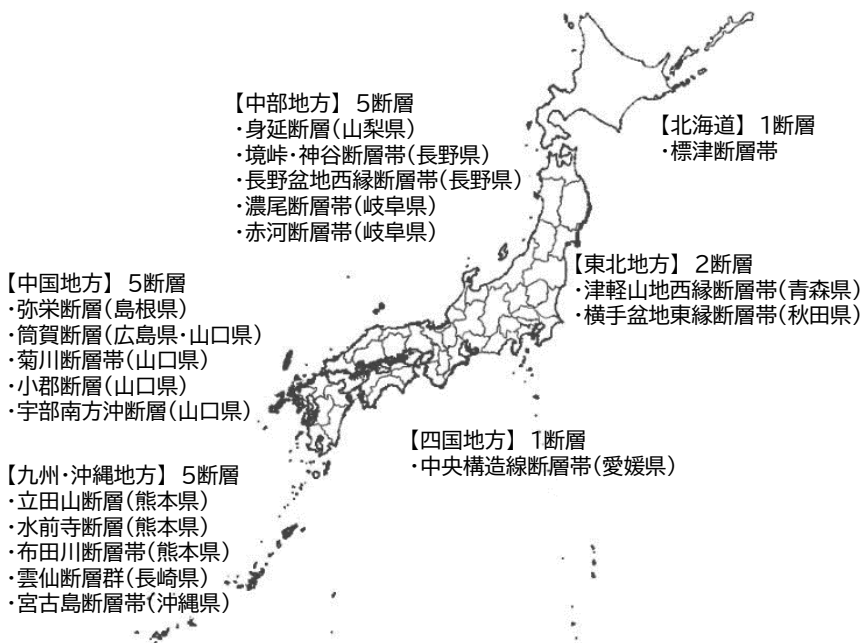 【中部地方】 5断層
・身延断層(山梨県)
・境峠・神谷断層帯(長野県)
・長野盆地西縁断層帯(長野県)
・濃尾断層帯(岐阜県)
・赤河断層帯(岐阜県)
【北海道】 1断層
・標津断層帯
【東北地方】 2断層
・津軽山地西縁断層帯(青森県)
・横手盆地東縁断層帯(秋田県)
【中国地方】 5断層
・弥栄断層(島根県)
・筒賀断層(広島県・山口県)
・菊川断層帯(山口県)
・小郡断層(山口県)
・宇部南方沖断層(山口県)
【四国地方】 1断層
・中央構造線断層帯(愛媛県)
【九州・沖縄地方】 5断層
・立田山断層(熊本県)
・水前寺断層(熊本県)
・布田川断層帯(熊本県)
・雲仙断層群(長崎県)
・宮古島断層帯(沖縄県)